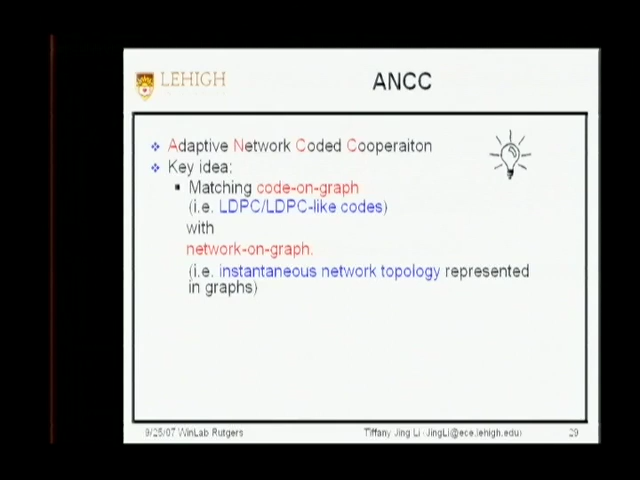 LEHIGH
ANCC
Adaptive Network Coded Cooperaiton
Key idea:
Matching code-on-graph
(i.e. LDPC/LDPC-like codes)
with
network-on-graph.
(i.e. instantaneous network topology represented
in graphs)
9/25/07 WinLab Rutgers
Tiffany Jing Li (JingLi@ece.lehigh.edu)
29